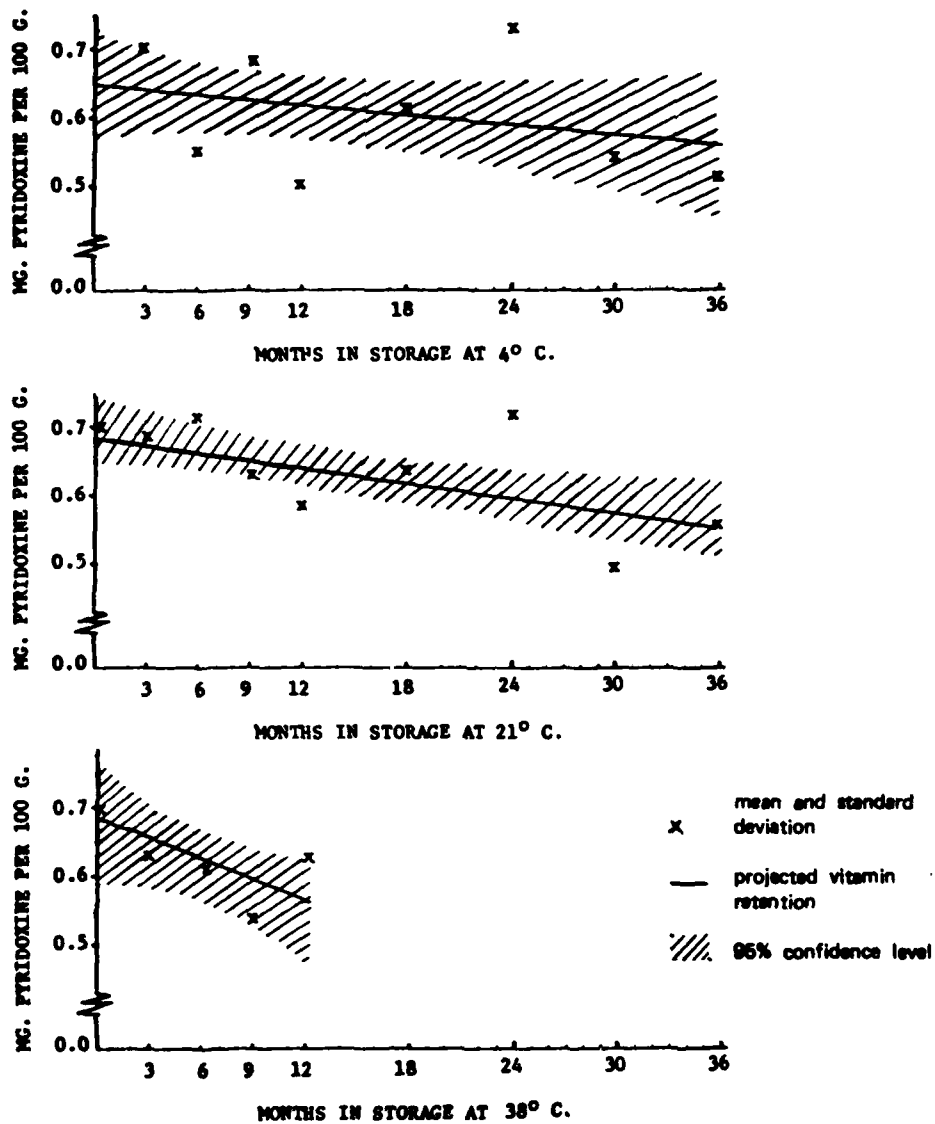 MG. PYRIDOXINE PER 100 G.
0.7
0.6
0.5
0.0
3 6 9 12 18 24 30 36
MONTHS IN STORAGE AT 4° C.
MG. PYRIDOXINE PER 100 G.
0.7
0.6
0.5
0.0
3 6 9 12 18 24 30 36
MONTHS IN STORAGE AT 21° C.
MG. PYRIDOXINE PER 100 G.
0.7
0.6
0.5
0.0
3 6 9 12 18 24 30 36
MONTHS IN STORAGE AT 38° C.
x mean and standard
deviation
projected vitamin
retention
95% confidence level